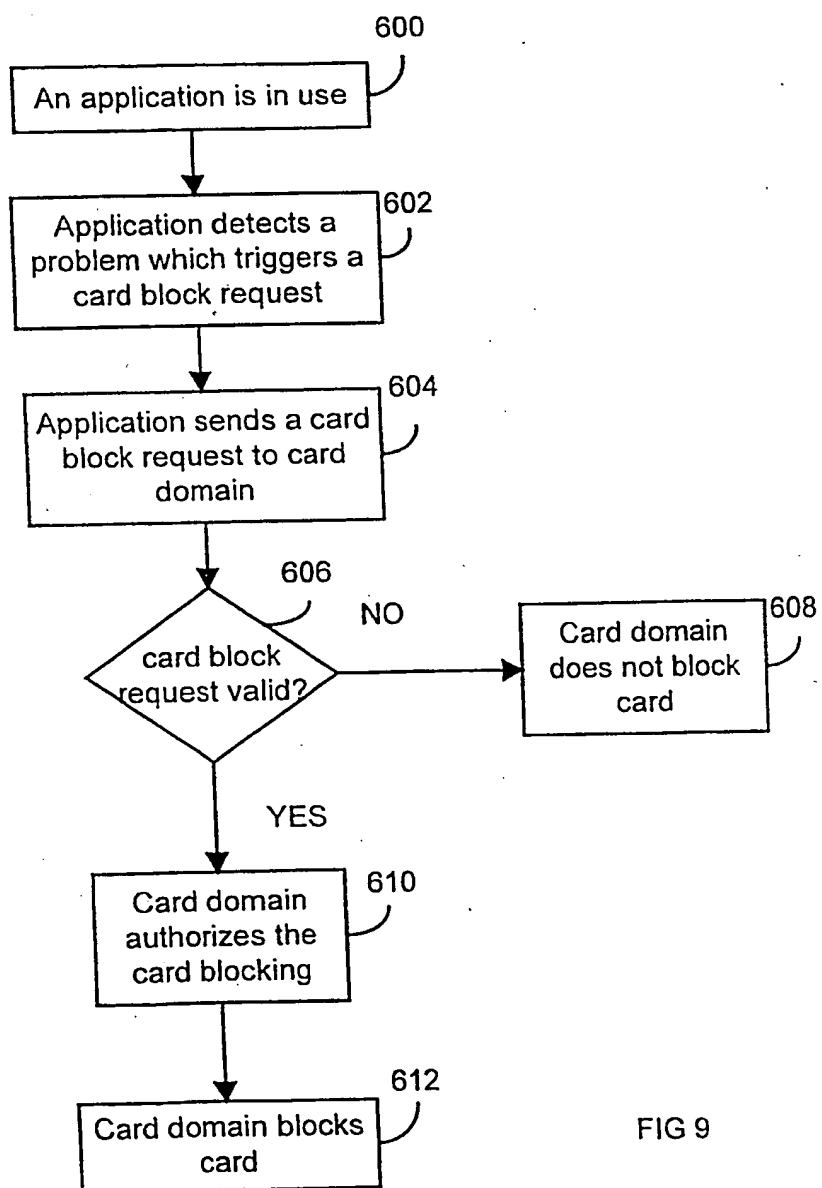 600
An application is in use
602
Application detects a
problem which triggers a
card block request
604
Application sends a card
block request to card
domain
606
card block
request valid?
NO
608
Card domain
does not block
card
YES
610
Card domain
authorizes the
card blocking
612
Card domain blocks
card
FIG 9